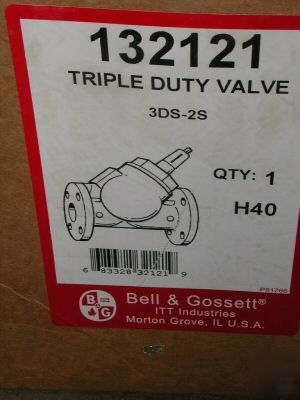 132121
TRIPLE DUTY VALVE
3DS-2S
QTY: 1
H40
6 83328 32121 9
P81766
B&G
Bell & Gossett®
ITT Industries
Morton Grove, IL U.S.A.